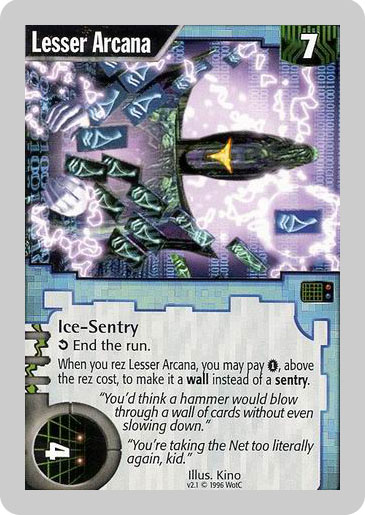 Lesser Arcana
7
Ice-Sentry
End the run.
When you rez Lesser Arcana, you may pay 1, above
the rez cost, to make it a wall instead of a sentry.
"You'd think a hammer would blow
through a wall of cards without even
slowing down."
"You're taking the Net too literally
again, kid."
4
Illus. Kino
v2.1 © 1996 WotC